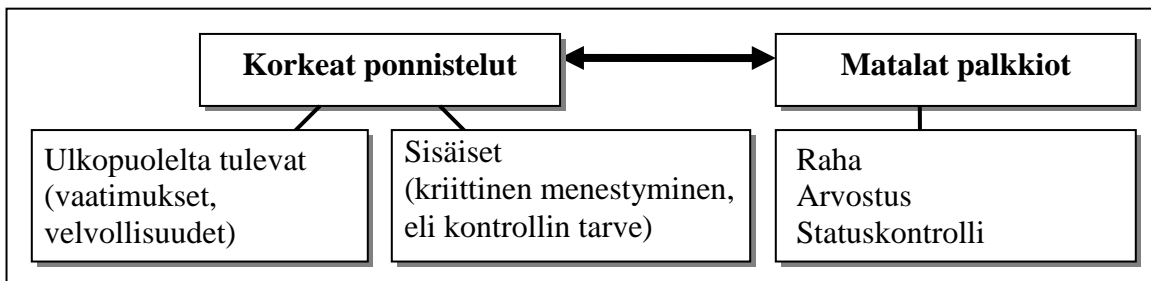 Korkeat ponnistelut
Matalat palkkiot
Ulkopuolelta tulevat
(vaatimukset,
velvollisuudet)
Sisäiset
(kriittinen menestyminen,
eli kontrollin tarve)
Raha
Arvostus
Statuskontrolli